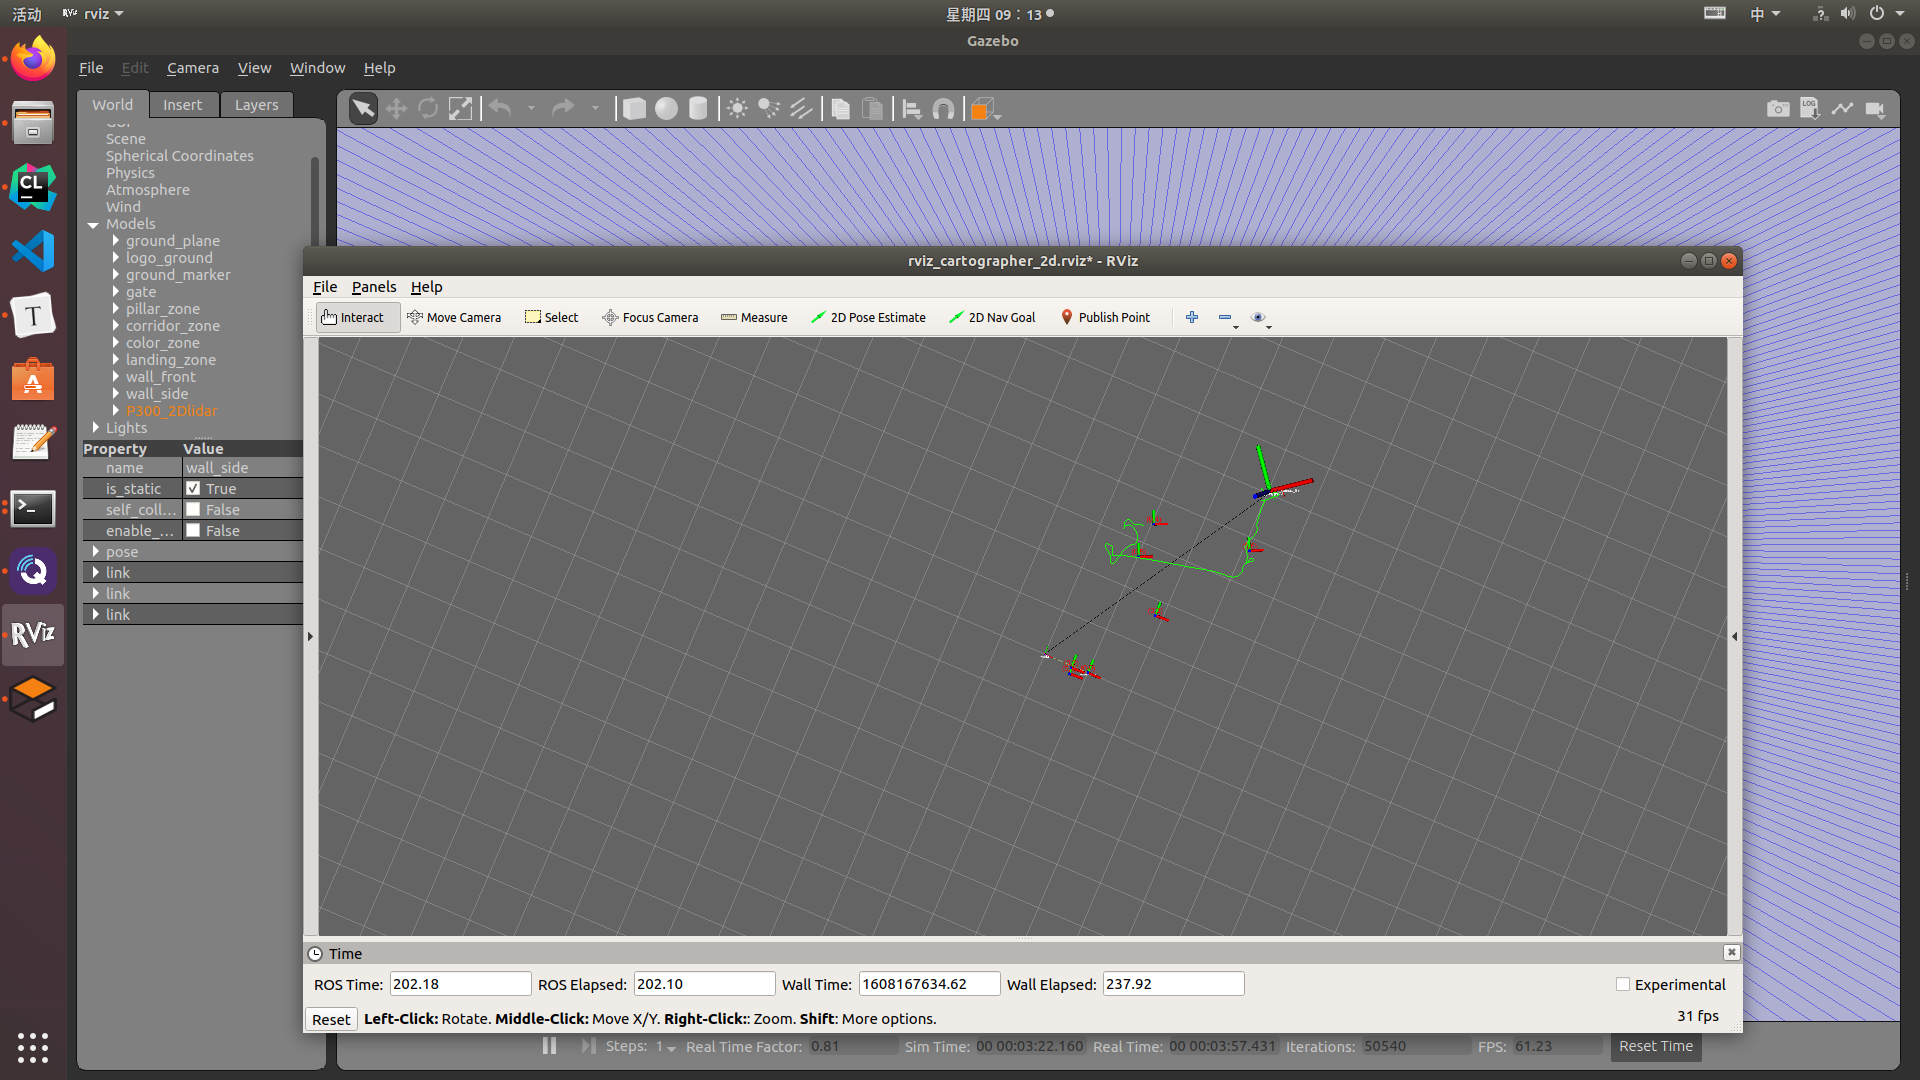 活动 rviz 星期四 09：13 中
Gazebo
File Edit Camera View Window Help
World Insert Layers
GUI
Scene
Spherical Coordinates
Physics
Atmosphere
Wind
Models
ground_plane
logo_ground
ground_marker
gate
pillar_zone
corridor_zone
color_zone
landing_zone
wall_front
wall_side
P300_2Dlidar
Lights
Property Value
name wall_side
is_static True
self_coll... False
enable_... False
pose
link
link
link
LOG
CL
T
A
RViz
rviz_cartographer_2d.rviz* - RViz
File Panels Help
Interact Move Camera Select Focus Camera Measure 2D Pose Estimate 2D Nav Goal Publish Point
Time
ROS Time: 202.18 ROS Elapsed: 202.10 Wall Time: 1608167634.62 Wall Elapsed: 237.92 Experimental
Reset Left-Click: Rotate. Middle-Click: Move X/Y. Right-Click:: Zoom. Shift: More options. 31 fps
Steps: 1 Real Time Factor: 0.81 Sim Time: 00 00:03:22.160 Real Time: 00 00:03:57.431 Iterations: 50540 FPS: 61.23 Reset Time